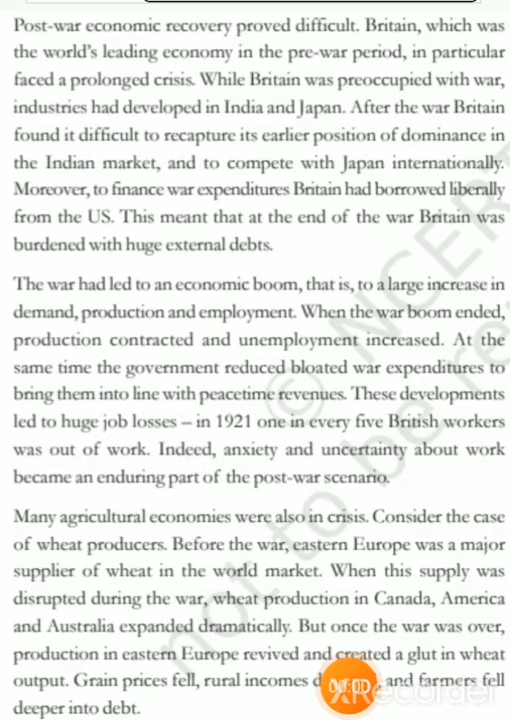 Post-war economic recovery proved difficult. Britain, which was
the world's leading economy in the pre-war period, in particular
faced a prolonged crisis. While Britain was preoccupied with war,
industries had developed in India and Japan. After the war Britain
found it difficult to recapture its earlier position of dominance in
the Indian market, and to compete with Japan internationally.
Moreover, to finance war expenditures Britain had borrowed liberally
from the US. This meant that at the end of the war Britain was
burdened with huge external debts.
The war had led to an economic boom, that is, to a large increase in
demand, production and employment. When the war boom ended,
production contracted and unemployment increased. At the
same time the government reduced bloated war expenditures to
bring them into line with peacetime revenues. These developments
led to huge job losses – in 1921 one in every five British workers
was out of work. Indeed, anxiety and uncertainty about work
became an enduring part of the post-war scenario.
Many agricultural economies were also in crisis. Consider the case
of wheat producers. Before the war, eastern Europe was a major
supplier of wheat in the world market. When this supply was
disrupted during the war, wheat production in Canada, America
and Australia expanded dramatically. But once the war was over,
production in eastern Europe revived and created a glut in wheat
output. Grain prices fell, rural incomes and farmers fell
deeper into debt.
© NCERT
not to be re
00:00
XRecorder